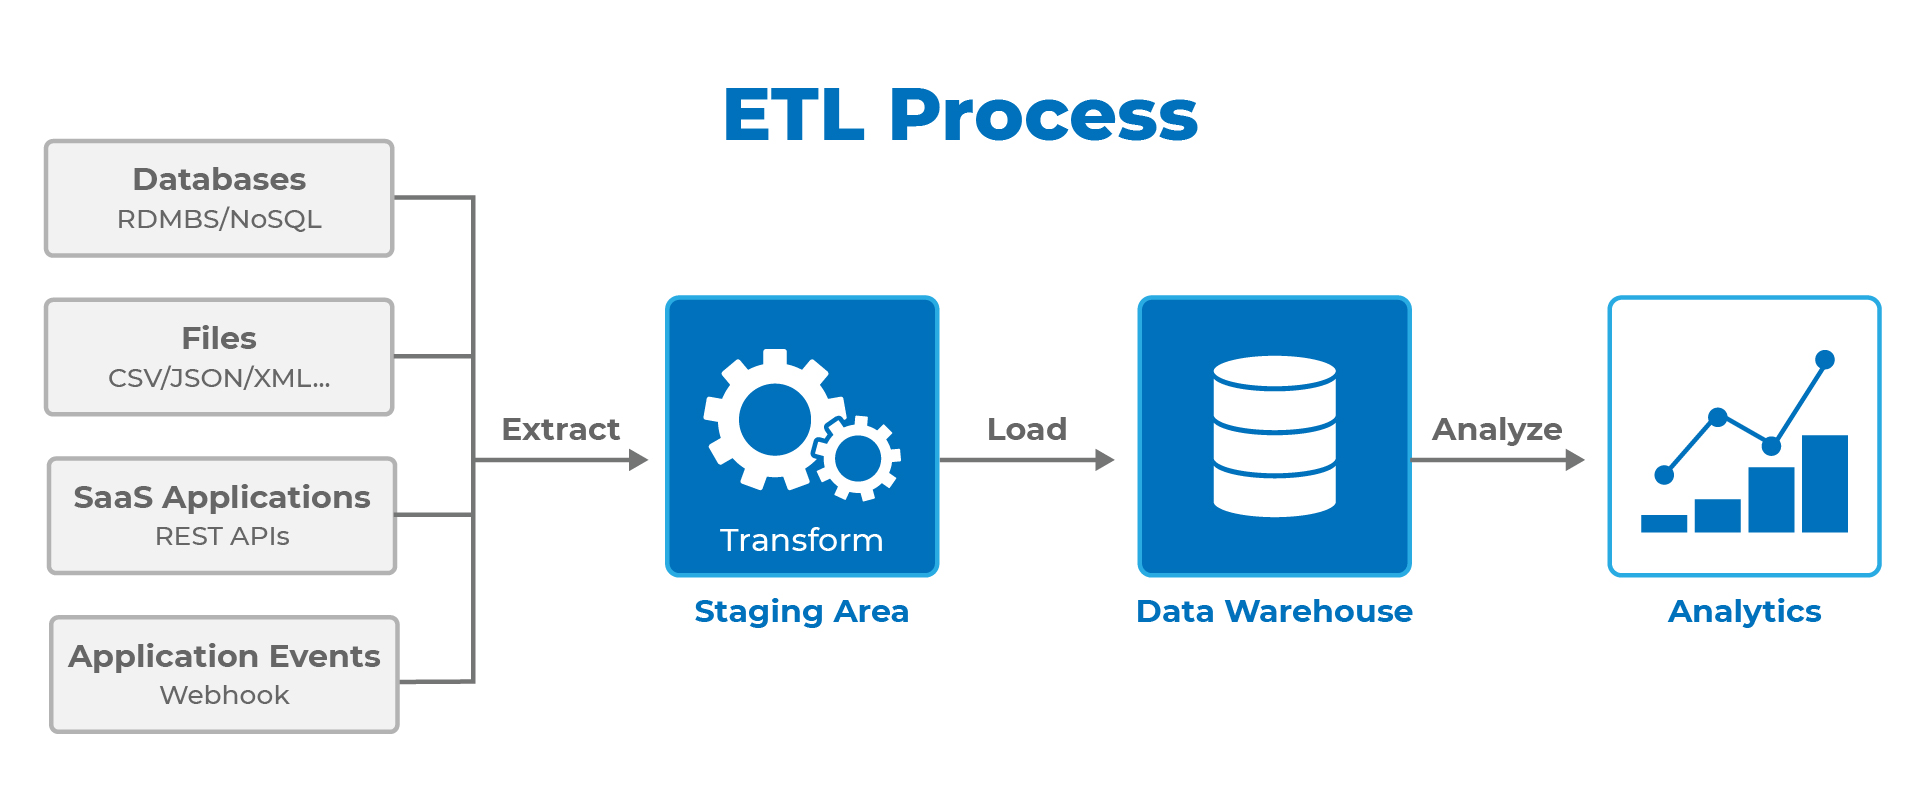 ETL Process
Databases
RDMBS/NoSQL
Files
CSV/JSON/XML...
SaaS Applications
REST APIs
Application Events
Webhook
Extract
Transform
Staging Area
Load
Data Warehouse
Analyze
Analytics